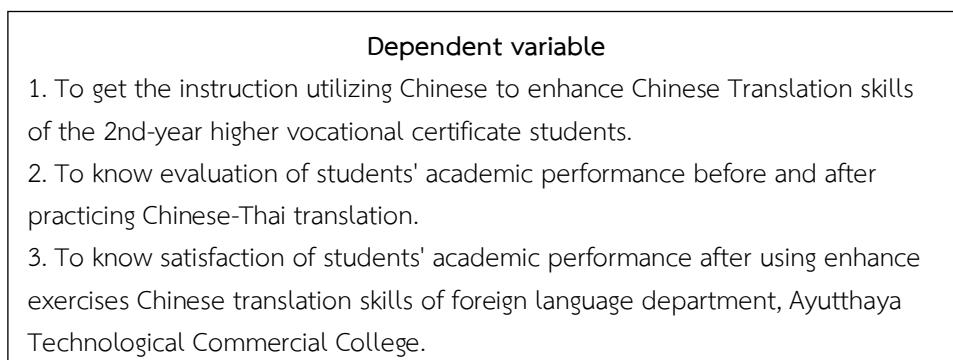 Dependent variable
1. To get the instruction utilizing Chinese to enhance Chinese Translation skills
of the 2nd-year higher vocational certificate students.
2. To know evaluation of students' academic performance before and after
practicing Chinese-Thai translation.
3. To know satisfaction of students' academic performance after using enhance
exercises Chinese translation skills of foreign language department, Ayutthaya
Technological Commercial College.